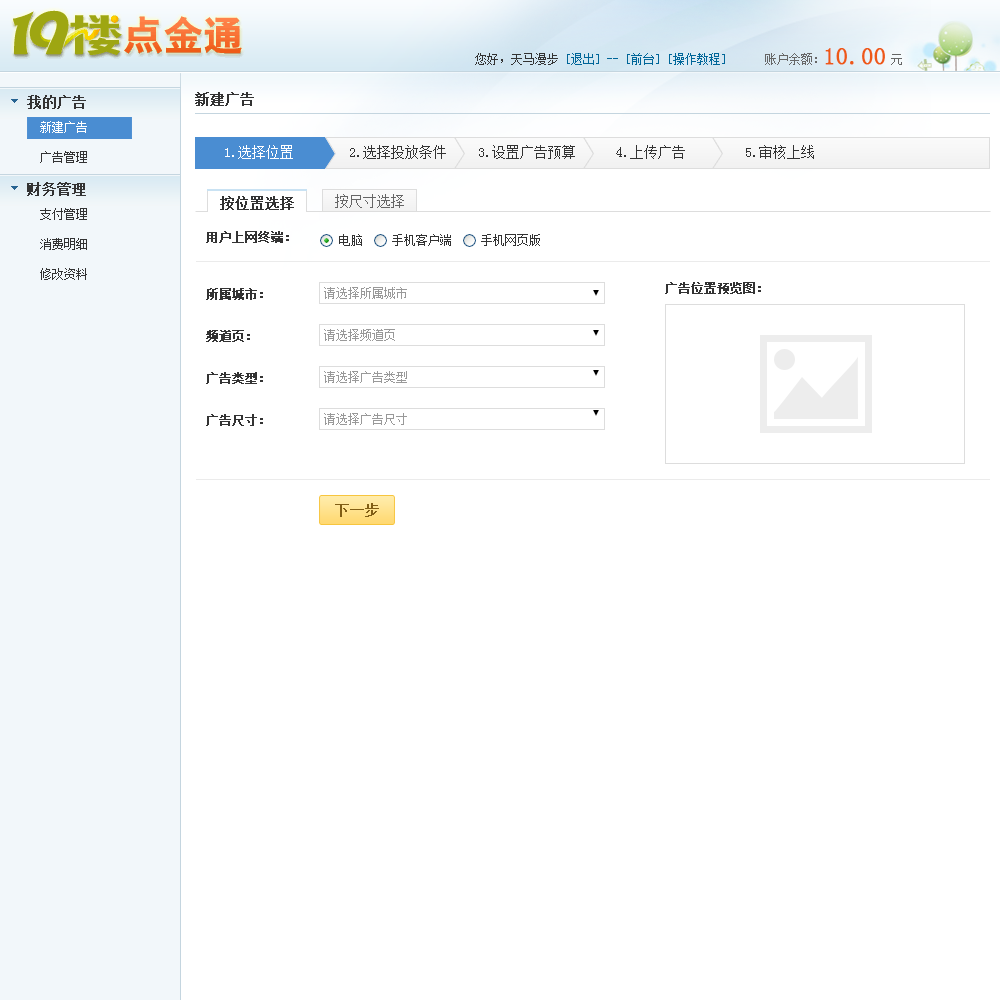 19楼点金通
您好，天马漫步 [退出] -- [前台] [操作教程] 账户余额：10.00 元
我的广告
新建广告
广告管理
财务管理
支付管理
消费明细
修改资料
新建广告
1.选择位置 2.选择投放条件 3.设置广告预算 4.上传广告 5.审核上线
按位置选择 按尺寸选择
用户上网终端： 电脑 手机客户端 手机网页版
所属城市： 请选择所属城市
频道页： 请选择频道页
广告类型： 请选择广告类型
广告尺寸： 请选择广告尺寸
广告位置预览图：
下一步